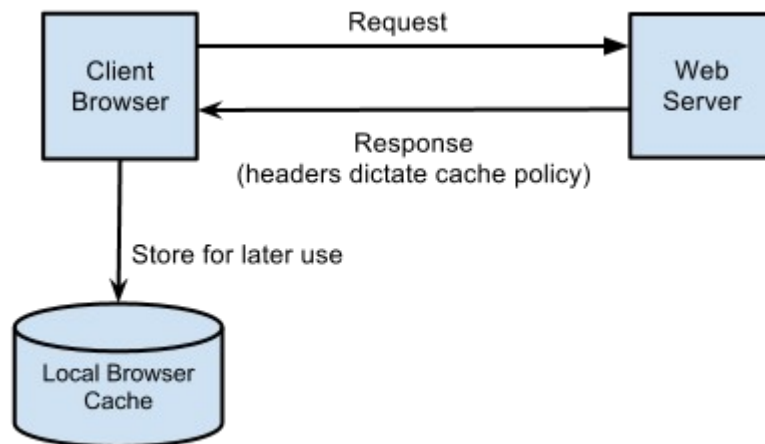 Request
Client
Browser
Web
Server
Response
(headers dictate cache policy)
Store for later use
Local Browser
Cache